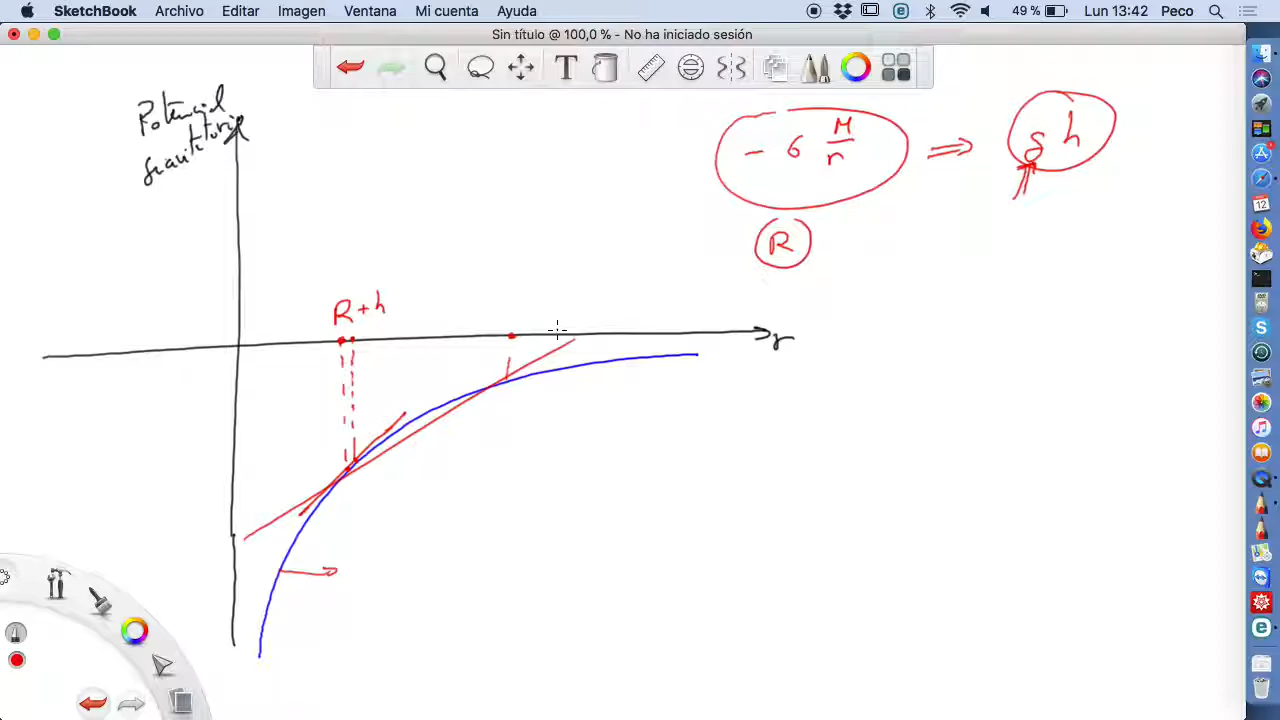 SketchBook Archivo Editar Imagen Ventana Mi cuenta Ayuda 49 % Lun 13:42 Peco
Sin título @ 100,0 % - No ha iniciado sesión
Potencial
gravitatorio
- G M/r ⇒ g h
R
R + h
r
12